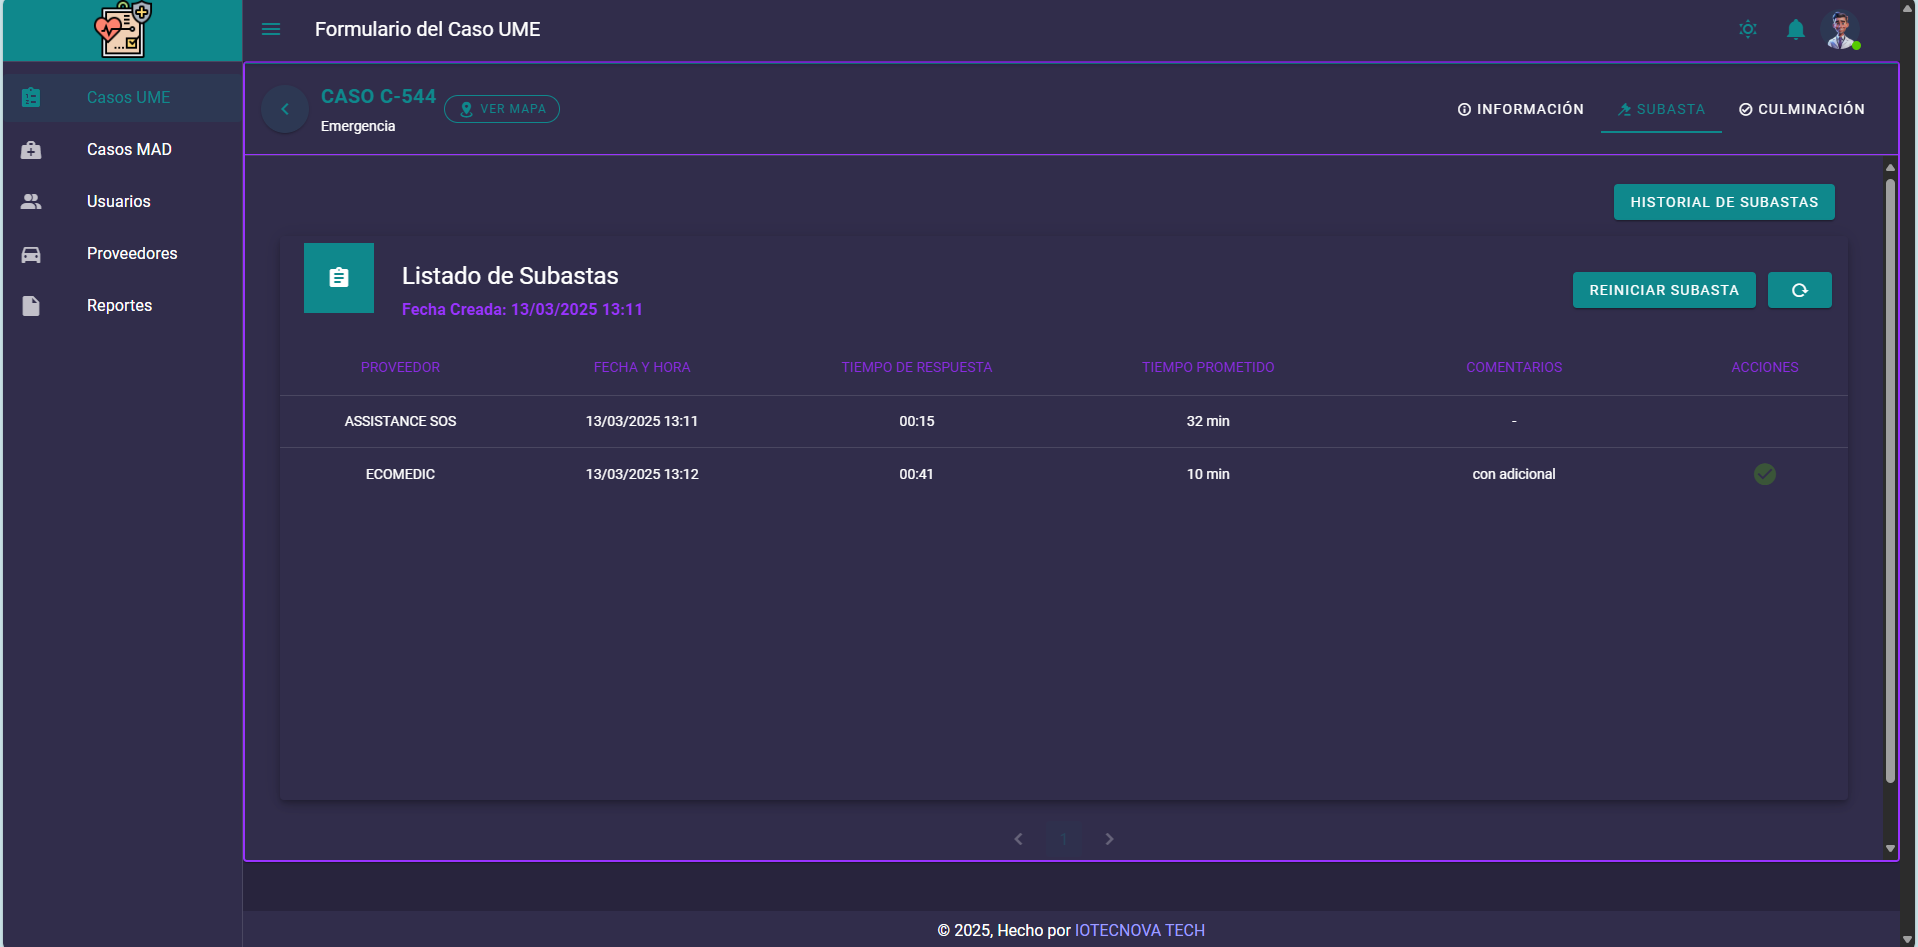 Formulario del Caso UME
Casos UME
Casos MAD
Usuarios
Proveedores
Reportes
CASO C-544
Emergencia
VER MAPA
INFORMACIÓN
SUBASTA
CULMINACIÓN
HISTORIAL DE SUBASTAS
Listado de Subastas
Fecha Creada: 13/03/2025 13:11
REINICIAR SUBASTA
PROVEEDOR FECHA Y HORA TIEMPO DE RESPUESTA TIEMPO PROMETIDO COMENTARIOS ACCIONES
ASSISTANCE SOS 13/03/2025 13:11 00:15 32 min -
ECOMEDIC 13/03/2025 13:12 00:41 10 min con adicional
1
© 2025, Hecho por IOTECNOVA TECH